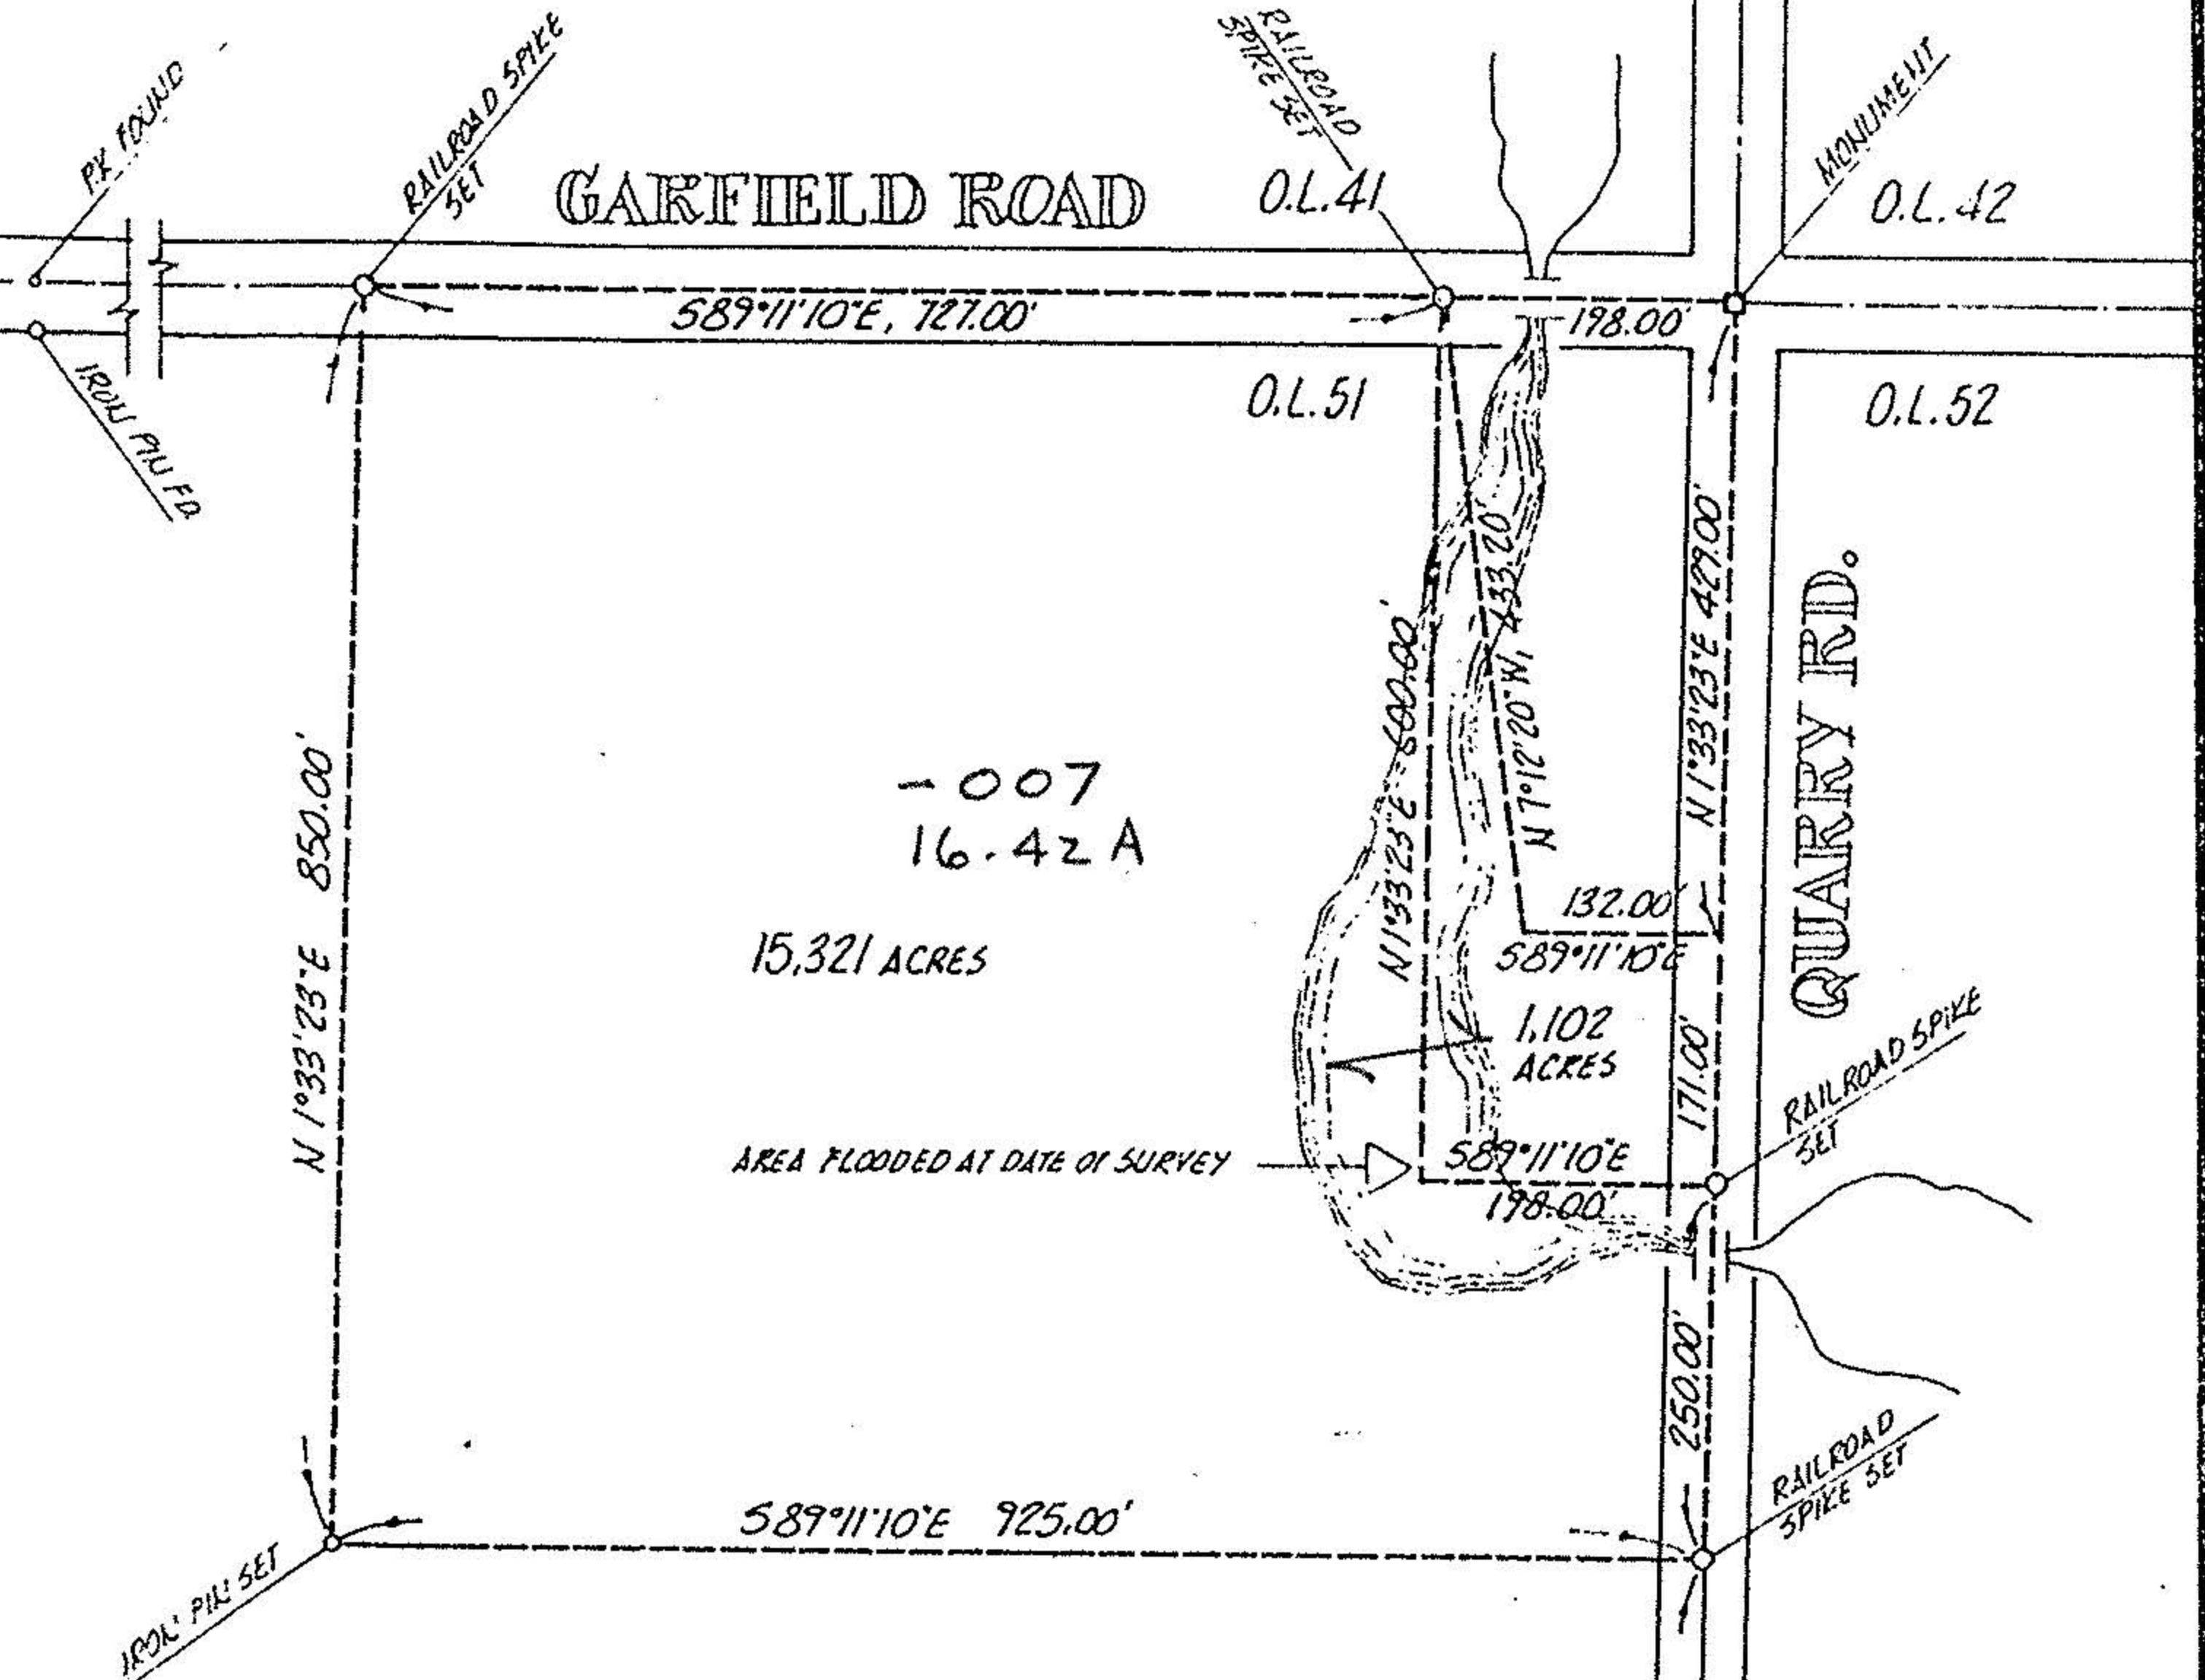 PK FOUND
RAILROAD SPIKE
SET
RAILROAD
SPIKE SET
MONUMENT
GARFIELD ROAD
O.L.41
O.L.42
S89°11'10"E, 727.00'
198.00'
IRON PIN FD.
O.L.51
O.L.52
N 1°33'23"E 850.00'
N 1°33'23"E 600.00'
N 7°12'20"W, 433.20'
N 1°33'23"E 429.00'
QUARRY RD.
-007
16.42 A
15,321 ACRES
132.00'
S89°11'10"E
1,102
ACRES
171.00'
RAILROAD SPIKE
SET
AREA FLOODED AT DATE OF SURVEY
S89°11'10"E
198.00'
250.00'
RAILROAD
SPIKE SET
S89°11'10"E 925.00'
IRON PIN SET